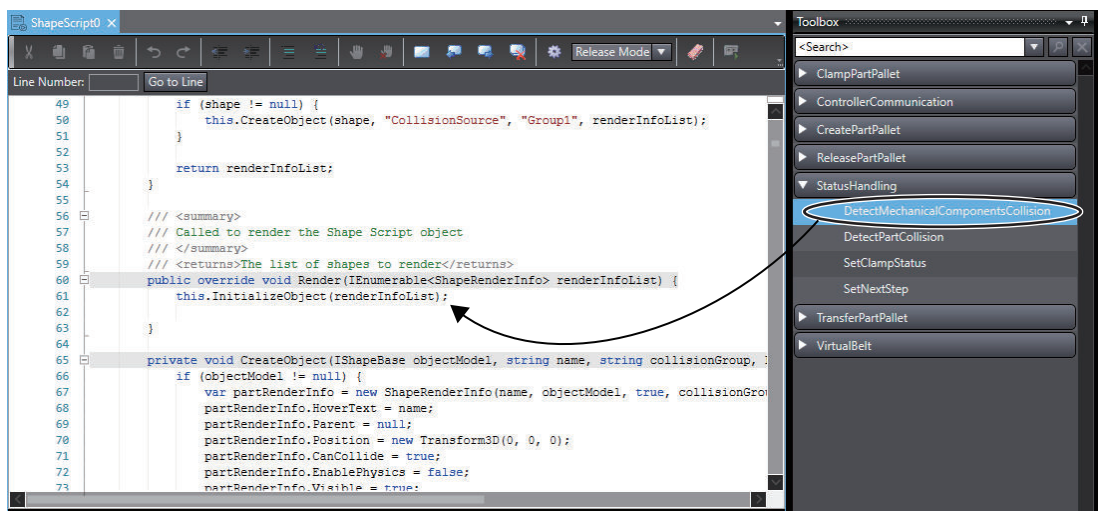 ShapeScript0
Release Mode
Line Number: Go to Line
49 if (shape != null) {
50 this.CreateObject(shape, "CollisionSource", "Group1", renderInfoList);
51 }
52
53 return renderInfoList;
54 }
55
56 /// <summary>
57 /// Called to render the Shape Script object
58 /// </summary>
59 /// <returns>The list of shapes to render</returns>
60 public override void Render(IEnumerable<ShapeRenderInfo> renderInfoList) {
61 this.InitializeObject(renderInfoList);
62
63 }
64
65 private void CreateObject(IShapeBase objectModel, string name, string collisionGroup,
66 if (objectModel != null) {
67 var partRenderInfo = new ShapeRenderInfo(name, objectModel, true, collisionGrou
68 partRenderInfo.HoverText = name;
69 partRenderInfo.Parent = null;
70 partRenderInfo.Position = new Transform3D(0, 0, 0);
71 partRenderInfo.CanCollide = true;
72 partRenderInfo.EnablePhysics = false;
73 partRenderInfo.Visible = true;
Toolbox
<Search>
ClampPartPallet
ControllerCommunication
CreatePartPallet
ReleasePartPallet
StatusHandling
DetectMechanicalComponentsCollision
DetectPartCollision
SetClampStatus
SetNextStep
TransferPartPallet
VirtualBelt